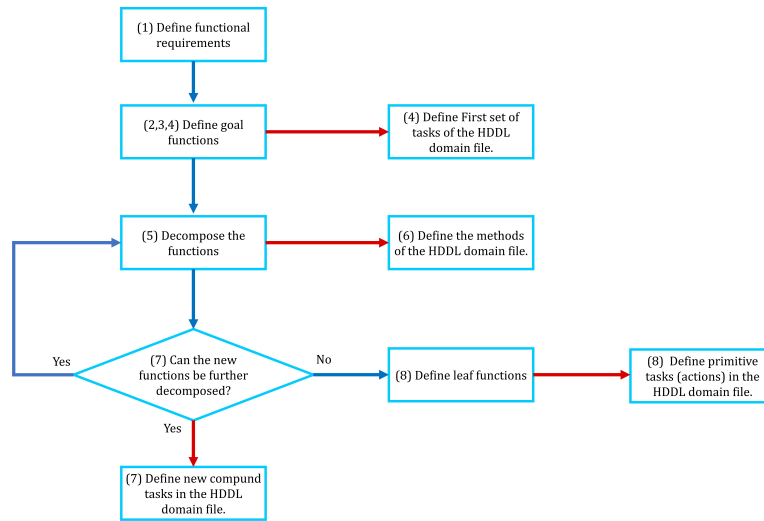 (1) Define functional
requirements
(2,3,4) Define goal
functions
(4) Define First set of
tasks of the HDDL
domain file.
(5) Decompose the
functions
(6) Define the methods
of the HDDL domain file.
Yes
(7) Can the new
functions be further
decomposed?
No
(8) Define leaf functions
(8) Define primitive
tasks (actions) in the
HDDL domain file.
Yes
(7) Define new compund
tasks in the HDDL
domain file.